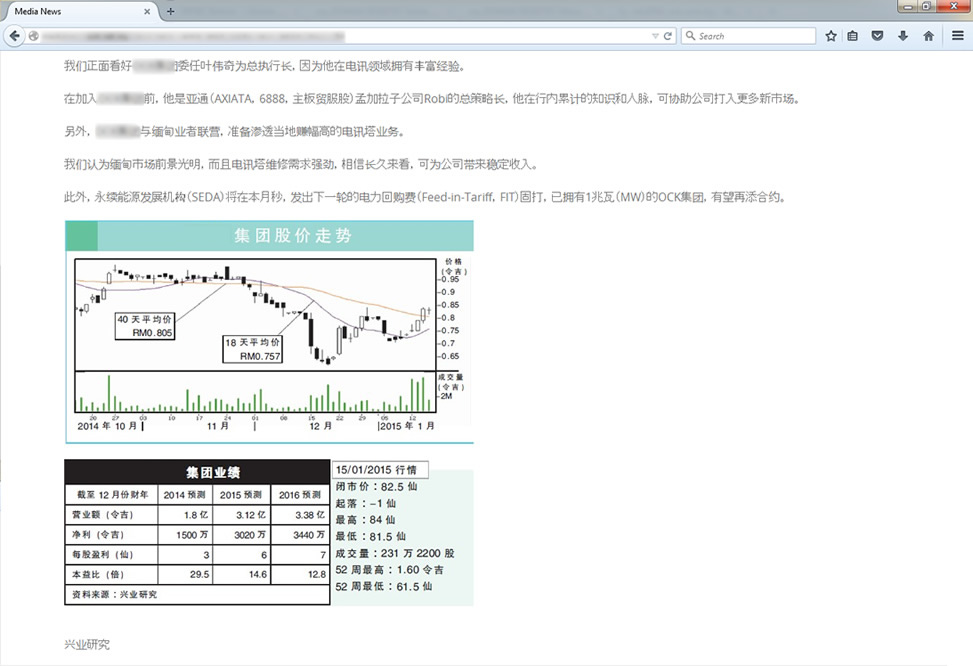 Media News
Search
我们正面看好 的委任叶伟奇为总执行长, 因为他在电讯领域拥有丰富经验。
在加入 前, 他是亚通 (AXIATA, 6888, 主板贸服股) 孟加拉子公司Robi的总策略长, 他在行内累计的知识和人脉, 可协助公司打入更多新市场。
另外, 与缅甸业者联营, 准备渗透当地赚幅高的电讯塔业务。
我们认为缅甸市场前景光明, 而且电讯塔维修需求强劲, 相信长久来看, 可为公司带来稳定收入。
此外, 永续能源发展机构 (SEDA) 将在本月秒, 发出下一轮的电力回购费 (Feed-in-Tariff, FIT) 固打, 已拥有1兆瓦 (MW) 的OCK集团, 有望再添合约。
集团股价走势
价格
(令吉)
0.95
0.9
0.85
0.8
0.75
0.7
0.65
40 天平均价
RM0.805
18 天平均价
RM0.757
成交量
(令吉)
2M
20 27 03 10 17 24 01 08 15 22 29 05 12
2014 年 10 月 11 月 12 月 2015 年 1 月
集团业绩
截至 12 月份财年 2014 预测 2015 预测 2016 预测
营业额 (令吉) 1.8 亿 3.12 亿 3.38 亿
净利 (令吉) 1500 万 3020 万 3440 万
每股盈利 (仙) 3 6 7
本益比 (倍) 29.5 14.6 12.8
资料来源：兴业研究
15/01/2015 行情
闭市价：82.5 仙
起落：-1 仙
最高：84 仙
最低：81.5 仙
成交量：231 万 2200 股
52 周最高：1.60 令吉
52 周最低：61.5 仙
兴业研究